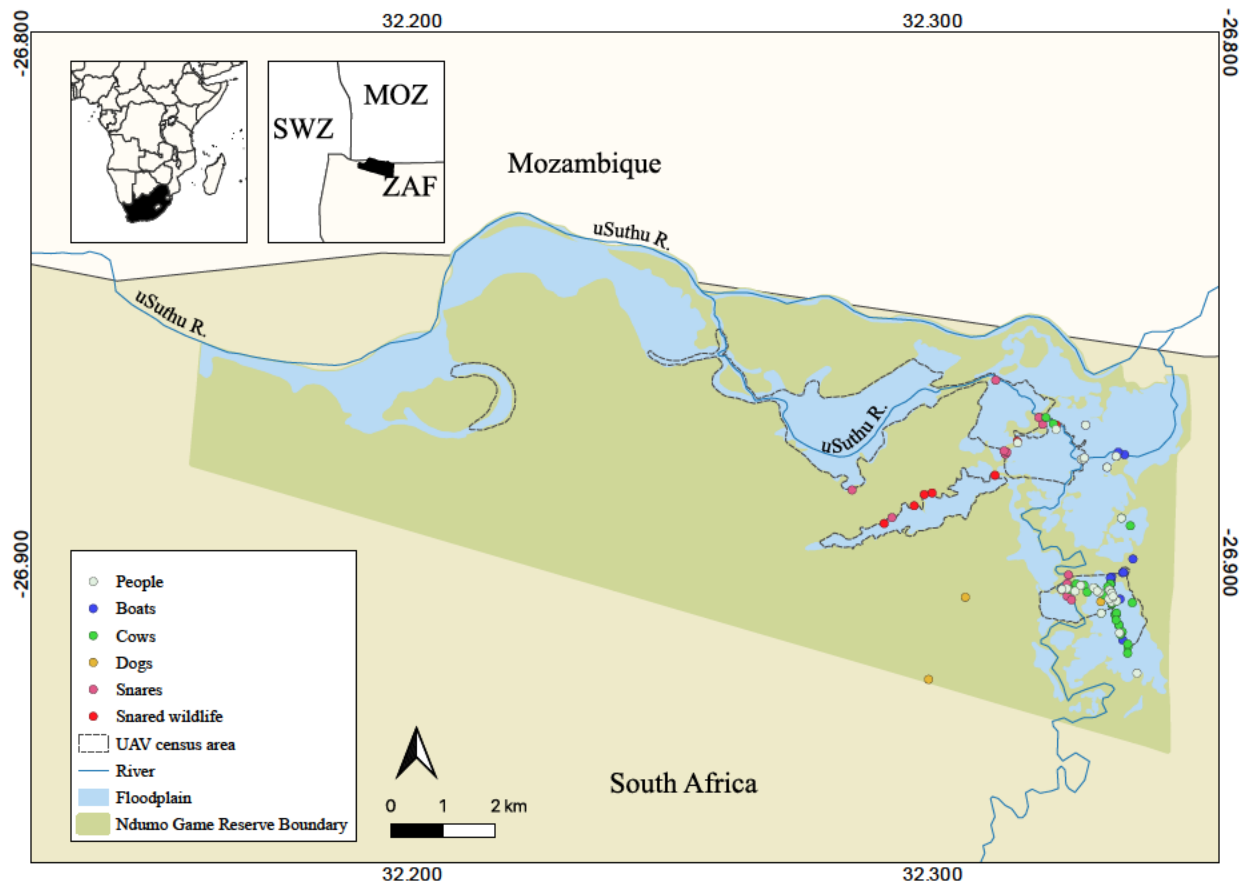 32.200
32.300
-26.800
-26.800
MOZ
SWZ
ZAF
Mozambique
uSuthu R.
uSuthu R.
uSuthu R.
-26.900
-26.900
People
Boats
Cows
Dogs
Snares
Snared wildlife
UAV census area
River
Floodplain
Ndumo Game Reserve Boundary
South Africa
0 1 2 km
32.200
32.300